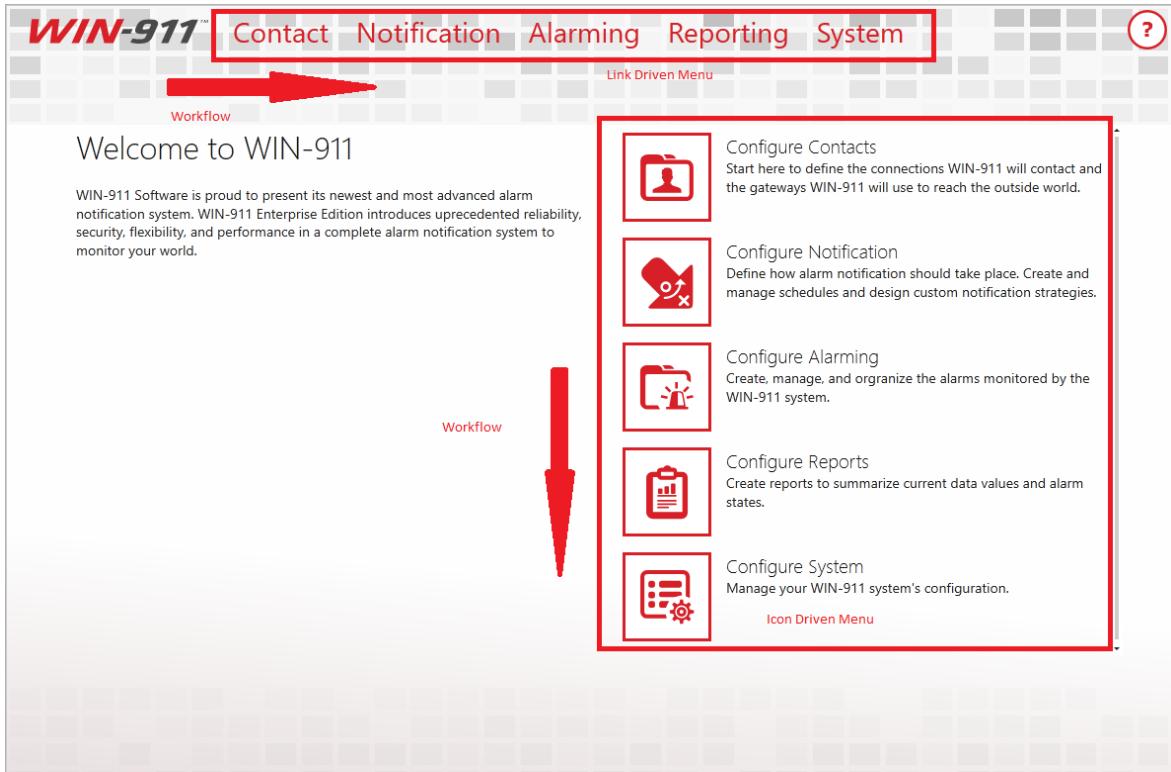 WIN-911™
Contact Notification Alarming Reporting System
?
Link Driven Menu
Workflow
Welcome to WIN-911
WIN-911 Software is proud to present its newest and most advanced alarm
notification system. WIN-911 Enterprise Edition introduces uprecedented reliability,
security, flexibility, and performance in a complete alarm notification system to
monitor your world.
Workflow
Configure Contacts
Start here to define the connections WIN-911 will contact and
the gateways WIN-911 will use to reach the outside world.
Configure Notification
Define how alarm notification should take place. Create and
manage schedules and design custom notification strategies.
Configure Alarming
Create, manage, and orgranize the alarms monitored by the
WIN-911 system.
Configure Reports
Create reports to summarize current data values and alarm
states.
Configure System
Manage your WIN-911 system's configuration.
Icon Driven Menu